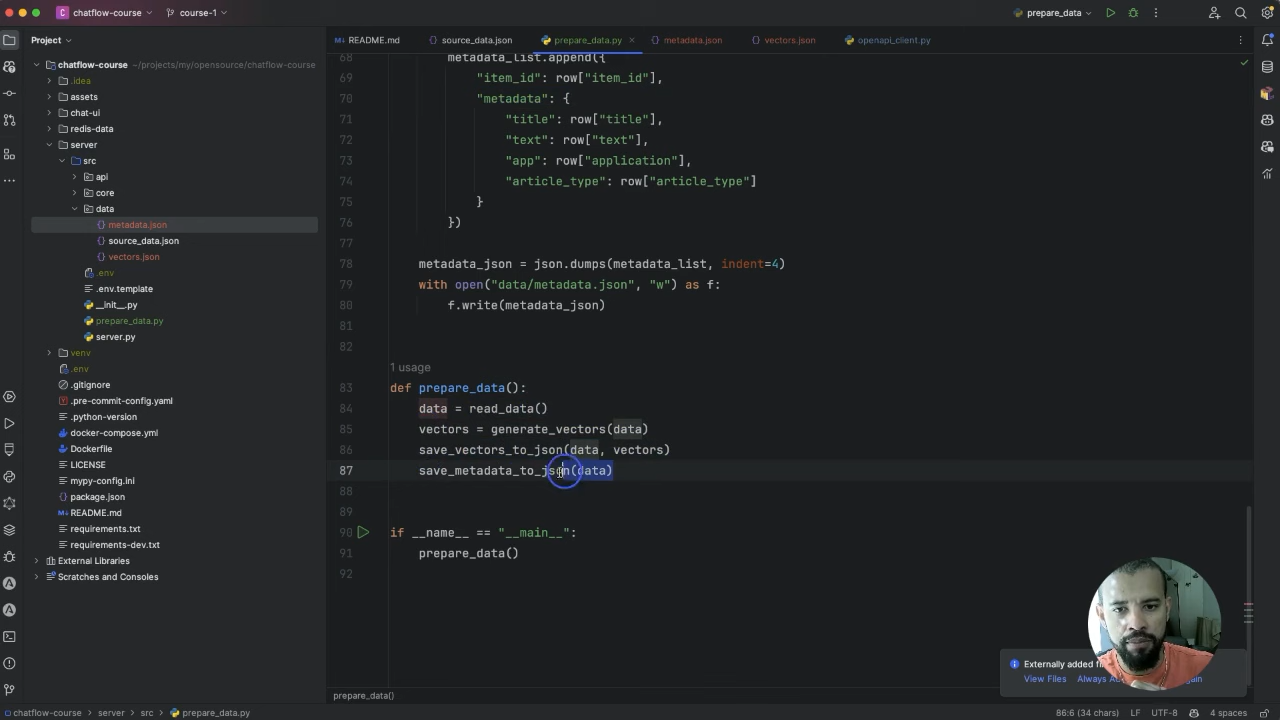 chatflow-course
course-1
prepare_data
Project
README.md
source_data.json
prepare_data.py
metadata.json
vectors.json
openapi_client.py
chatflow-course ~/projects/my/opensource/chatflow-course
.idea
assets
chat-ui
redis-data
server
src
api
core
data
metadata.json
source_data.json
vectors.json
.env
.env.template
__init__.py
prepare_data.py
server.py
venv
.env
.gitignore
.pre-commit-config.yaml
.python-version
docker-compose.yml
Dockerfile
LICENSE
mypy-config.ini
package.json
README.md
requirements.txt
requirements-dev.txt
External Libraries
Scratches and Consoles
68 metadata_list.append({
69 "item_id": row["item_id"],
70 "metadata": {
71 "title": row["title"],
72 "text": row["text"],
73 "app": row["application"],
74 "article_type": row["article_type"]
75 }
76 })
77
78 metadata_json = json.dumps(metadata_list, indent=4)
79 with open("data/metadata.json", "w") as f:
80 f.write(metadata_json)
81
82
1 usage
83 def prepare_data():
84 data = read_data()
85 vectors = generate_vectors(data)
86 save_vectors_to_json(data, vectors)
87 save_metadata_to_json(data)
88
89
90 if __name__ == "__main__":
91 prepare_data()
92
Externally added
View Files Always
prepare_data()
chatflow-course > server > src > prepare_data.py
86:6 (34 chars) LF UTF-8 4 spaces